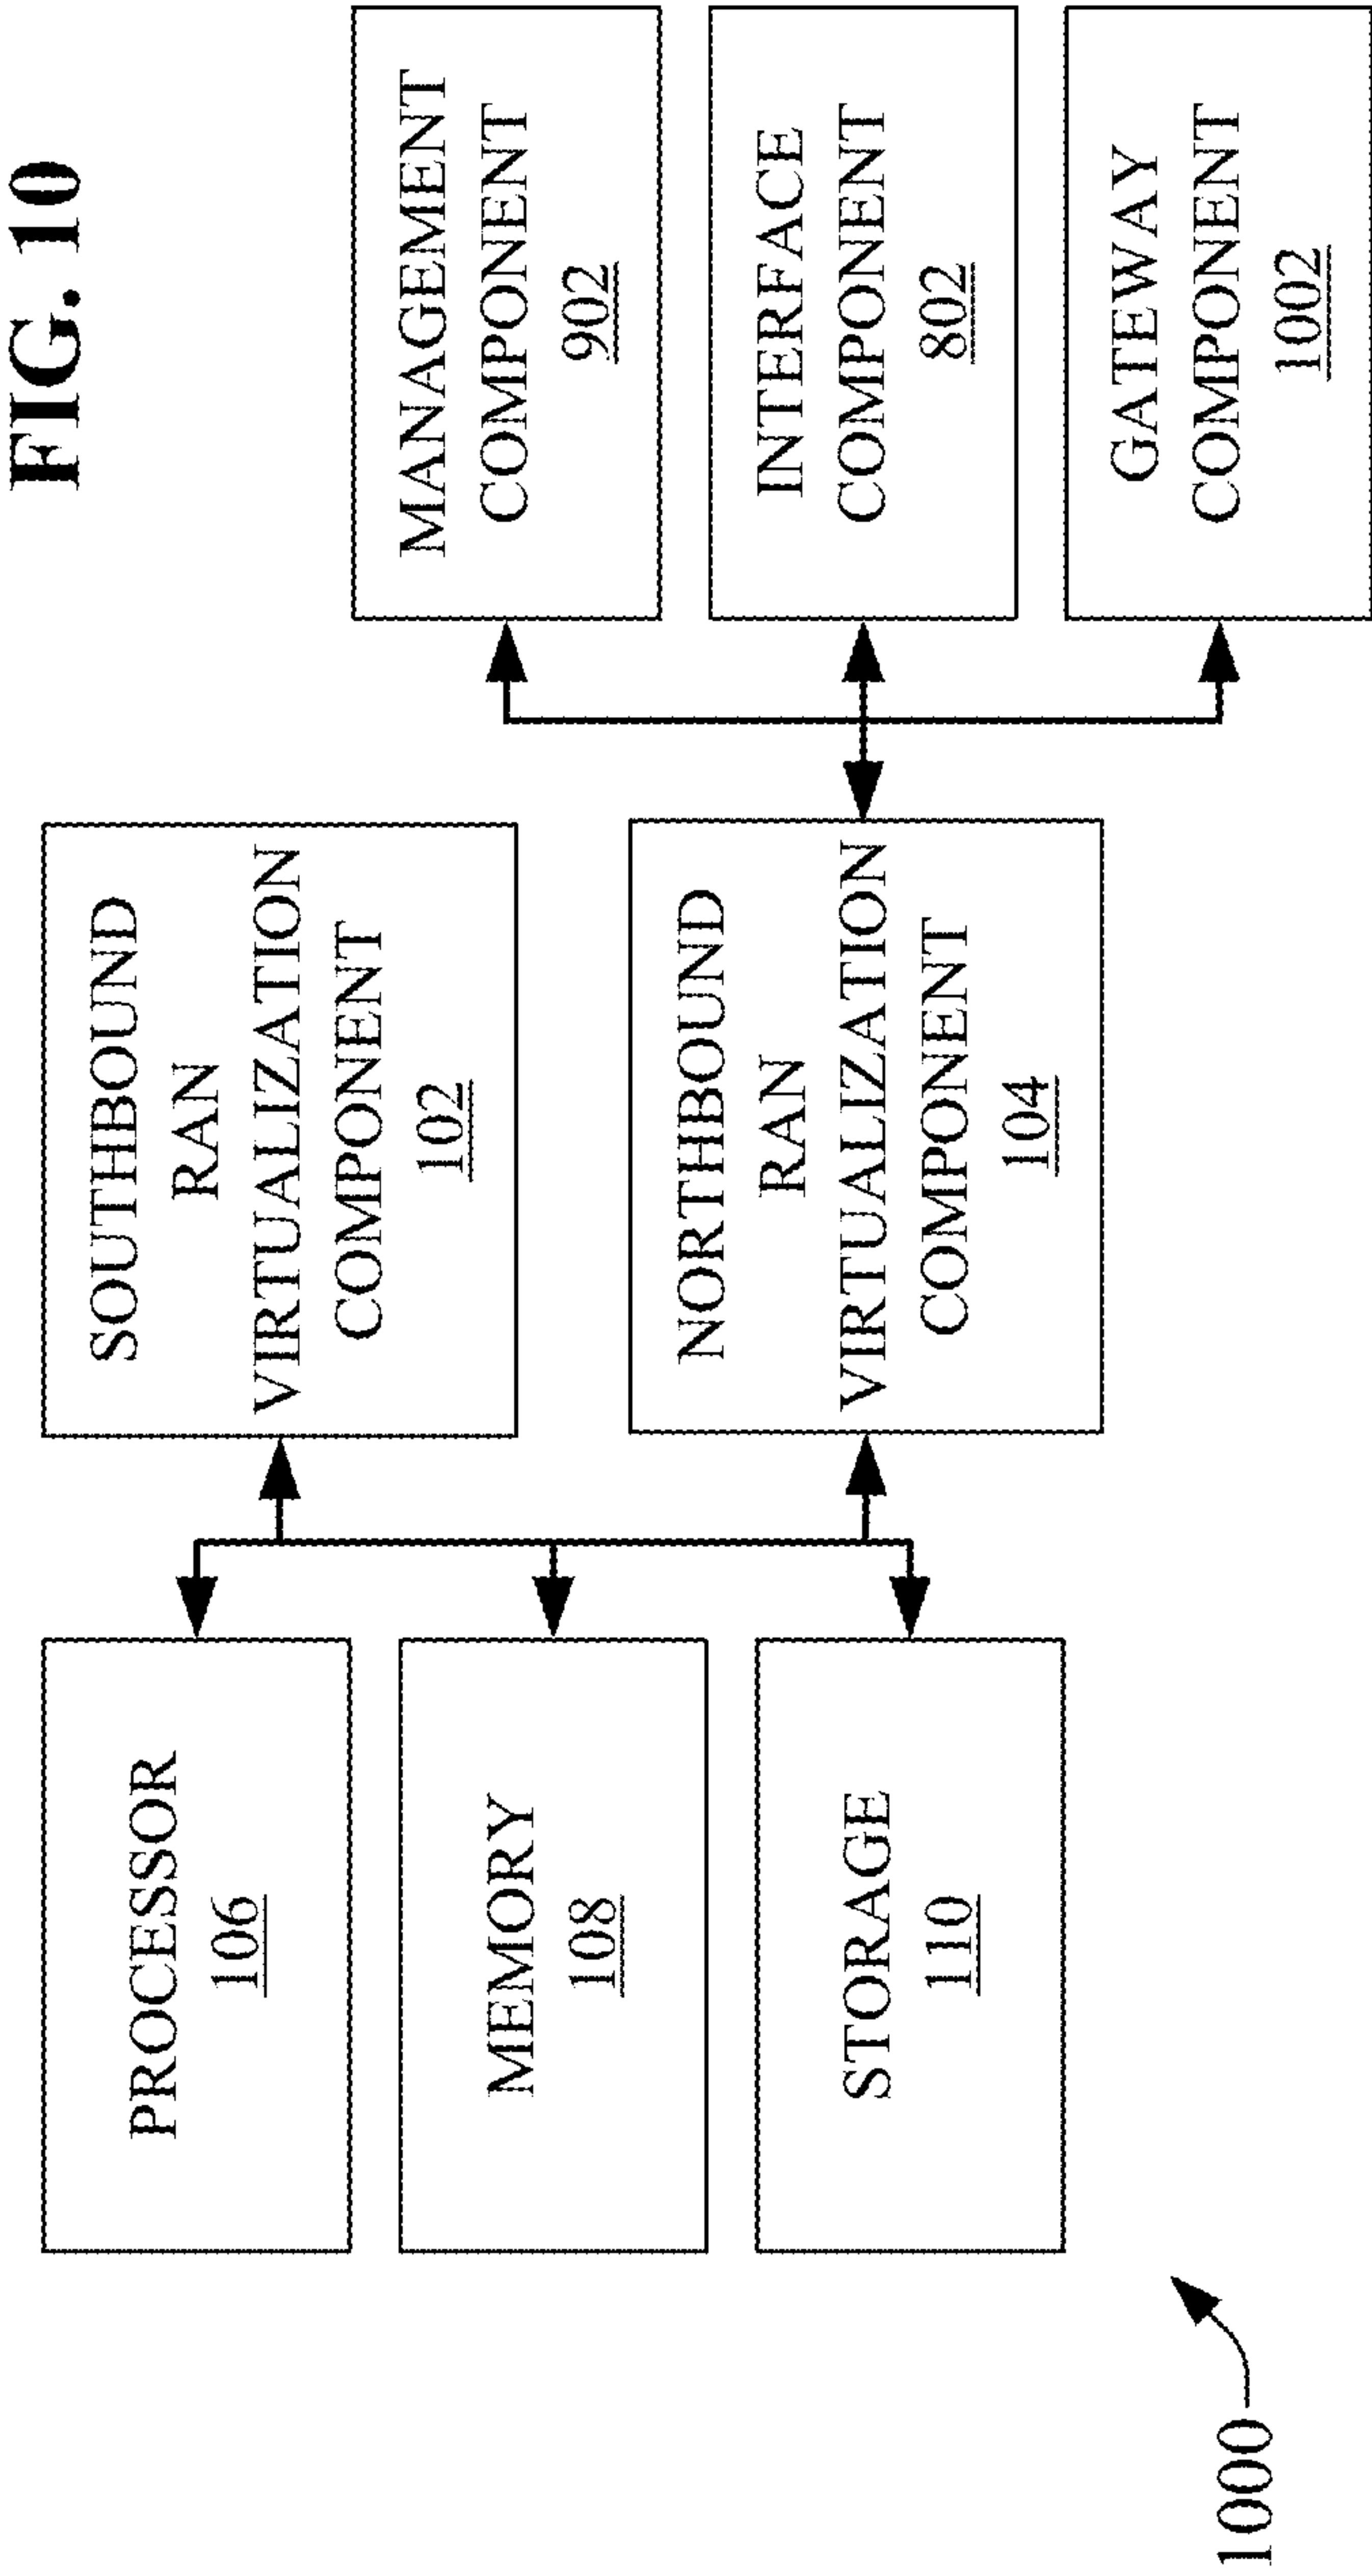 FIG. 10
PROCESSOR
106
MEMORY
108
STORAGE
110
SOUTHBOUND
RAN
VIRTUALIZATION
COMPONENT
102
NORTHBOUND
RAN
VIRTUALIZATION
COMPONENT
104
MANAGEMENT
COMPONENT
902
INTERFACE
COMPONENT
802
GATEWAY
COMPONENT
1002
1000